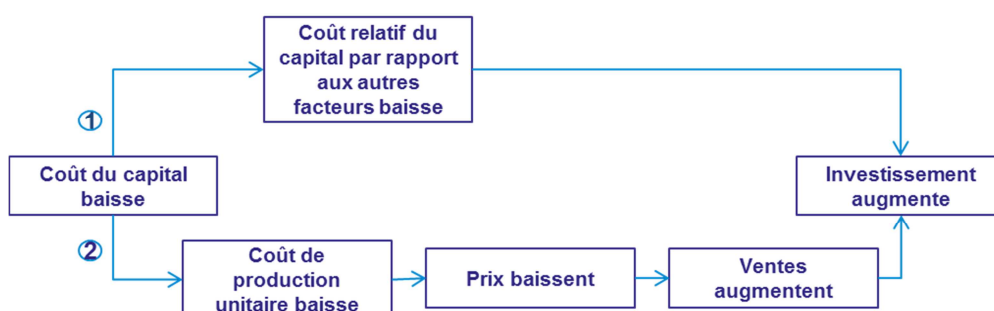 Coût relatif du
capital par rapport
aux autres
facteurs baisse
1
Coût du capital
baisse
Investissement
augmente
2
Coût de
production
unitaire baisse
Prix baissent
Ventes
augmentent